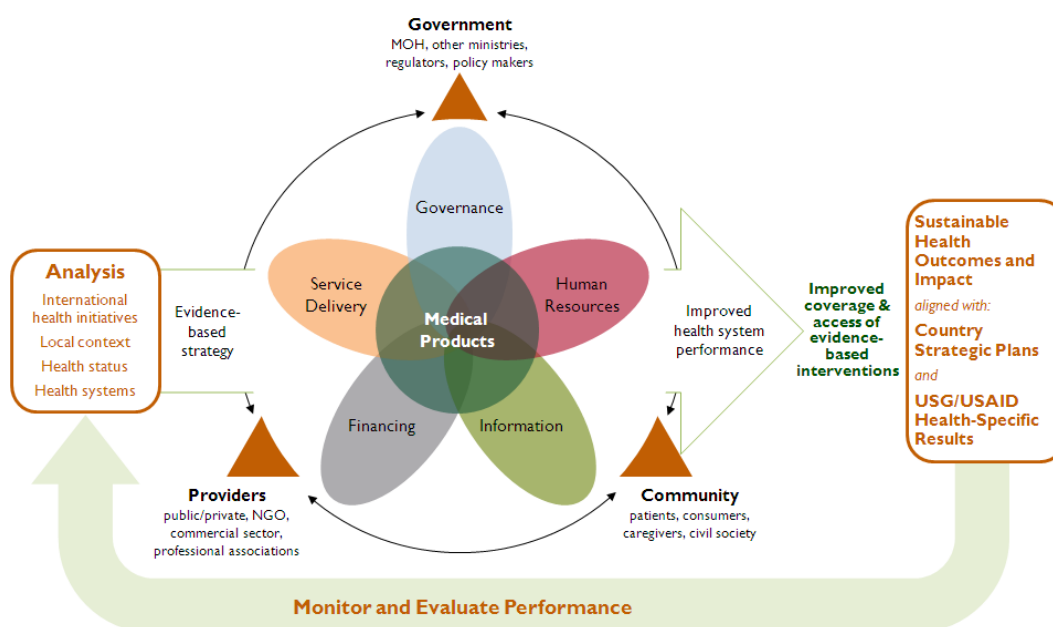 Government
MOH, other ministries,
regulators, policy makers
Governance
Analysis
International
health initiatives
Local context
Health status
Health systems
Evidence-
based
strategy
Service
Delivery
Medical
Products
Human
Resources
Financing
Information
Improved
health system
performance
Improved
coverage &
access of
evidence-
based
interventions
Sustainable
Health
Outcomes and
Impact
aligned with:
Country
Strategic Plans
and
USG/USAID
Health-Specific
Results
Providers
public/private, NGO,
commercial sector,
professional associations
Community
patients, consumers,
caregivers, civil society
Monitor and Evaluate Performance